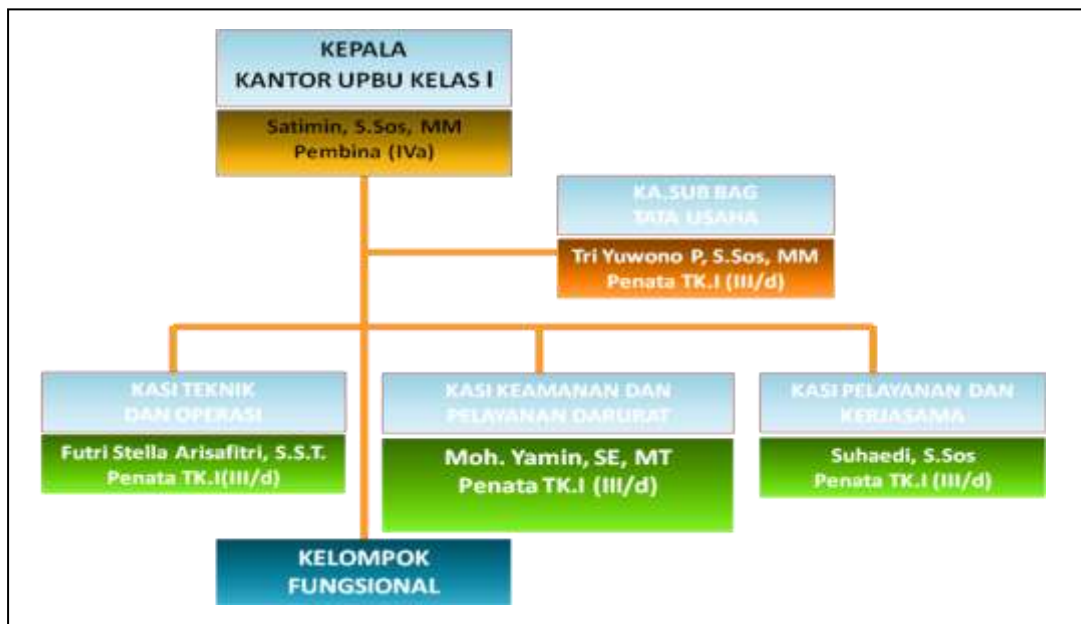 KEPALA
KANTOR UPBU KELAS I
Satimin, S.Sos, MM
Pembina (IVa)
KA.SUB BAG
TATA USAHA
Tri Yuwono P, S.Sos, MM
Penata TK.I (III/d)
KASI TEKNIK
DAN OPERASI
Futri Stella Arisafitri, S.S.T.
Penata TK.I(III/d)
KASI KEAMANAN DAN
PELAYANAN DARURAT
Moh. Yamin, SE, MT
Penata TK.I (III/d)
KASI PELAYANAN DAN
KERJASAMA
Suhaedi, S.Sos
Penata TK.I (III/d)
KELOMPOK
FUNGSIONAL